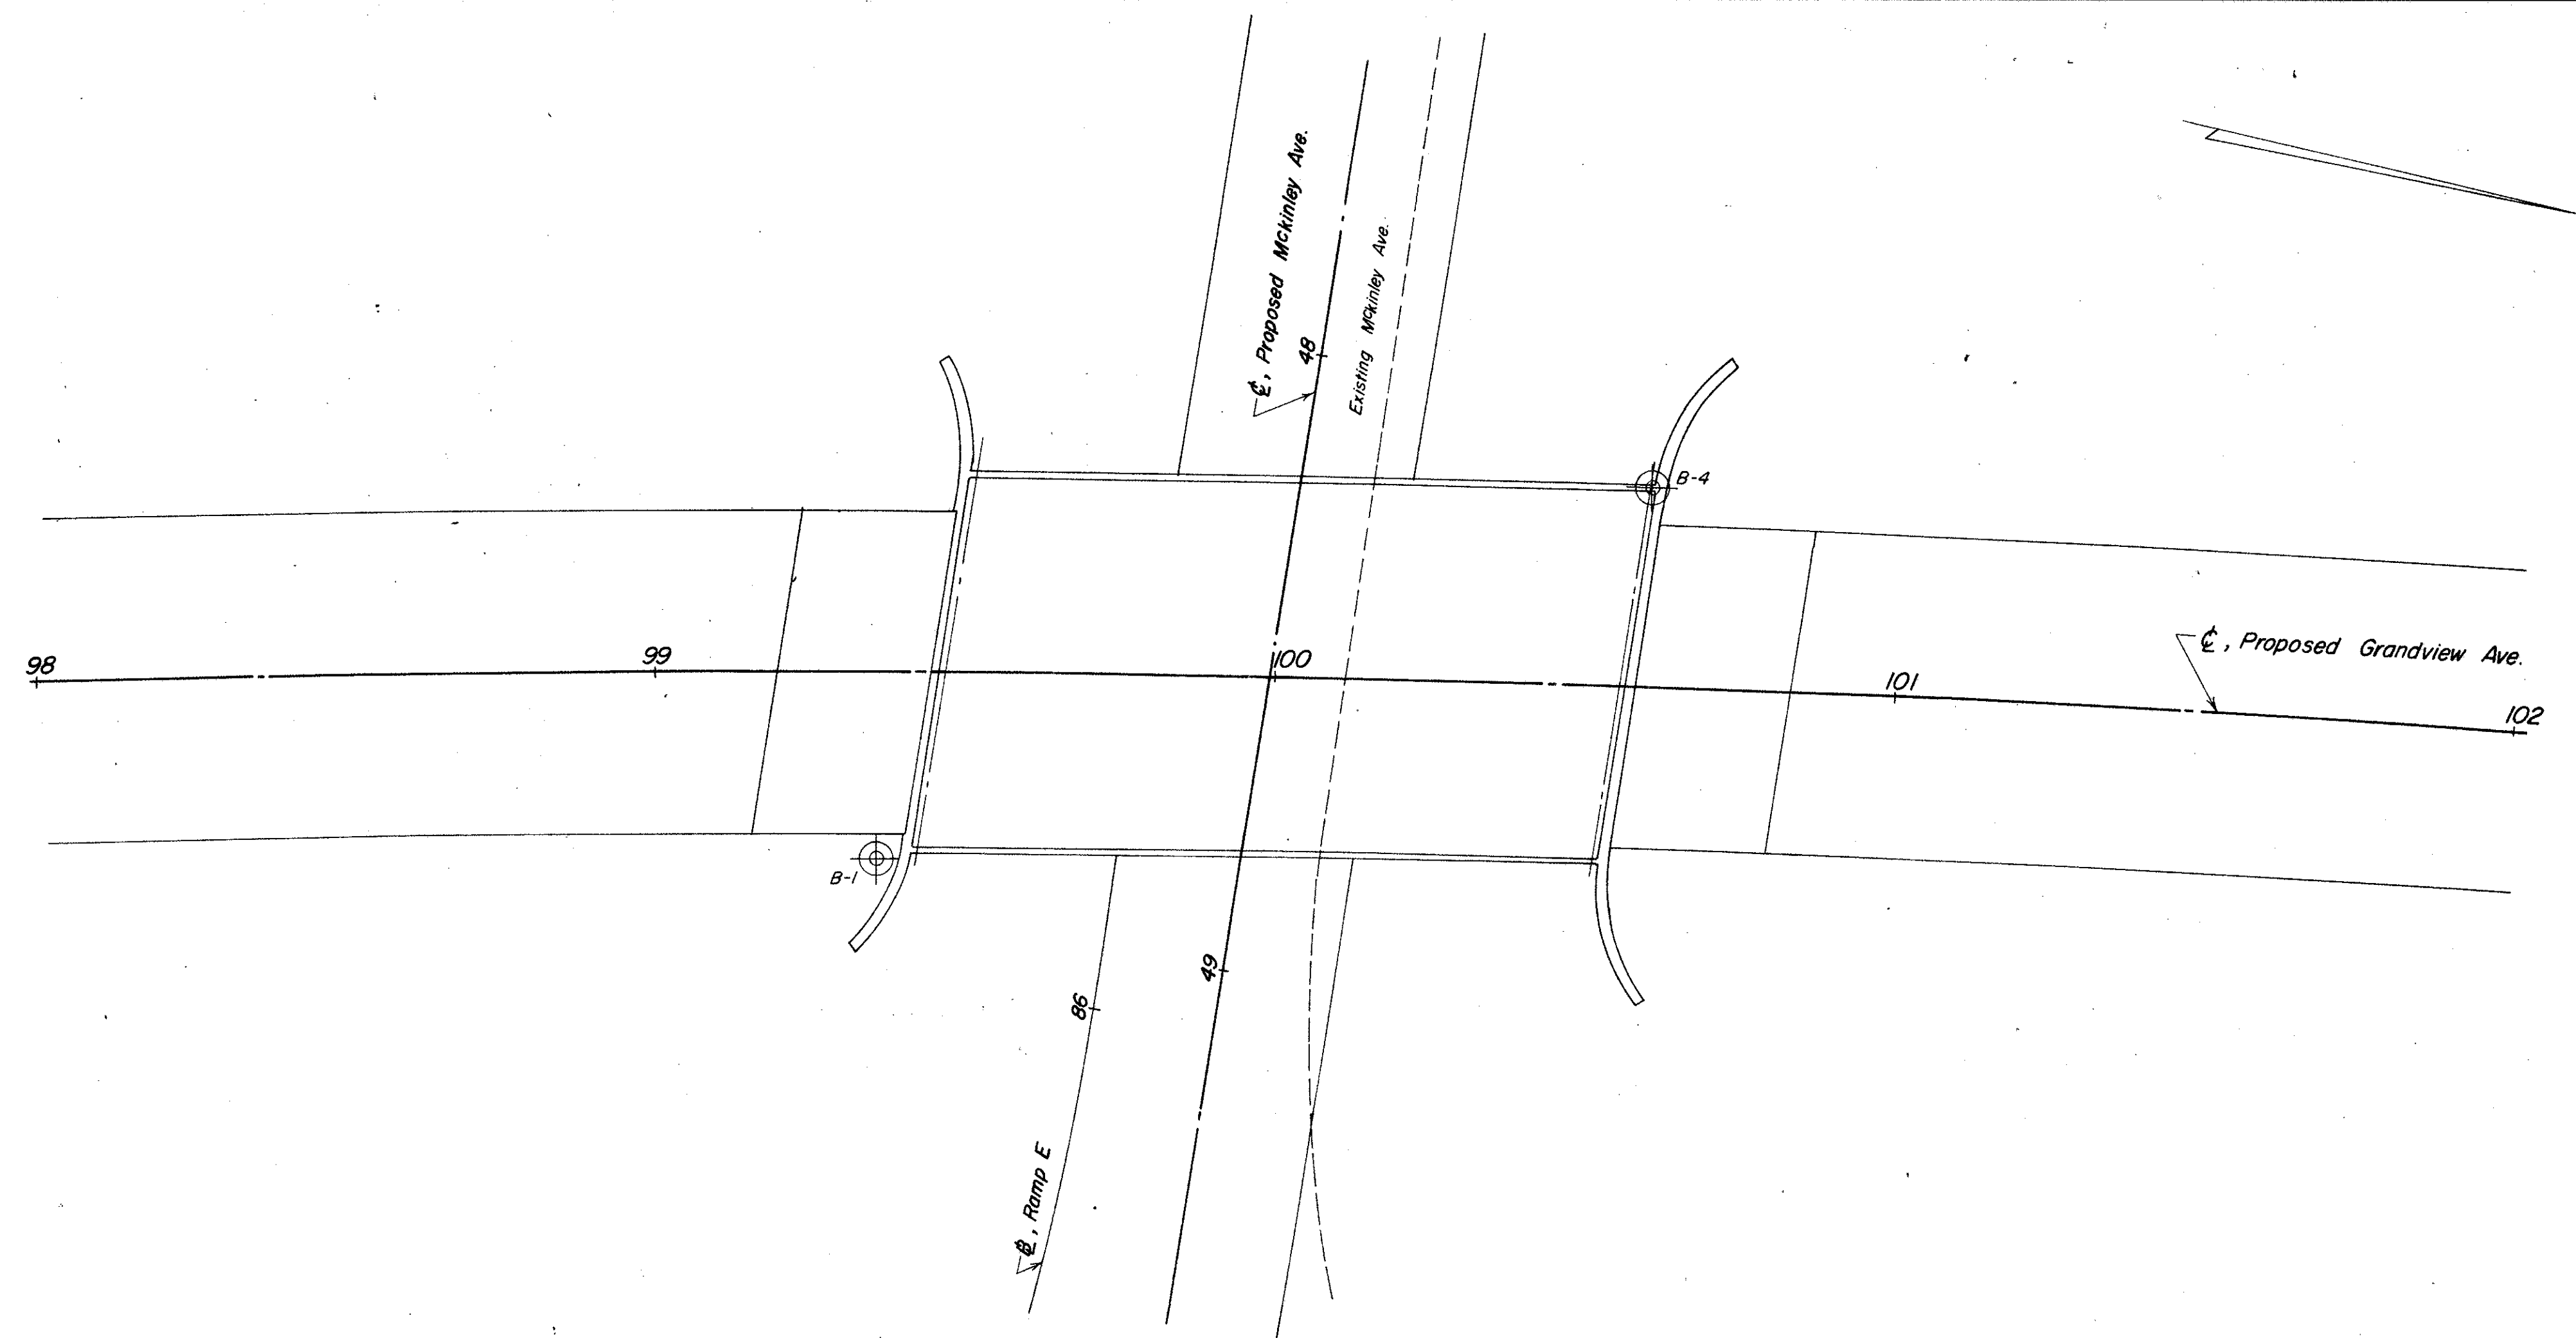 ℄, Proposed McKinley Ave.
Existing McKinley Ave.
48
B-4
98
99
100
101
℄, Proposed Grandview Ave.
102
B-1
49
86
, Ramp E